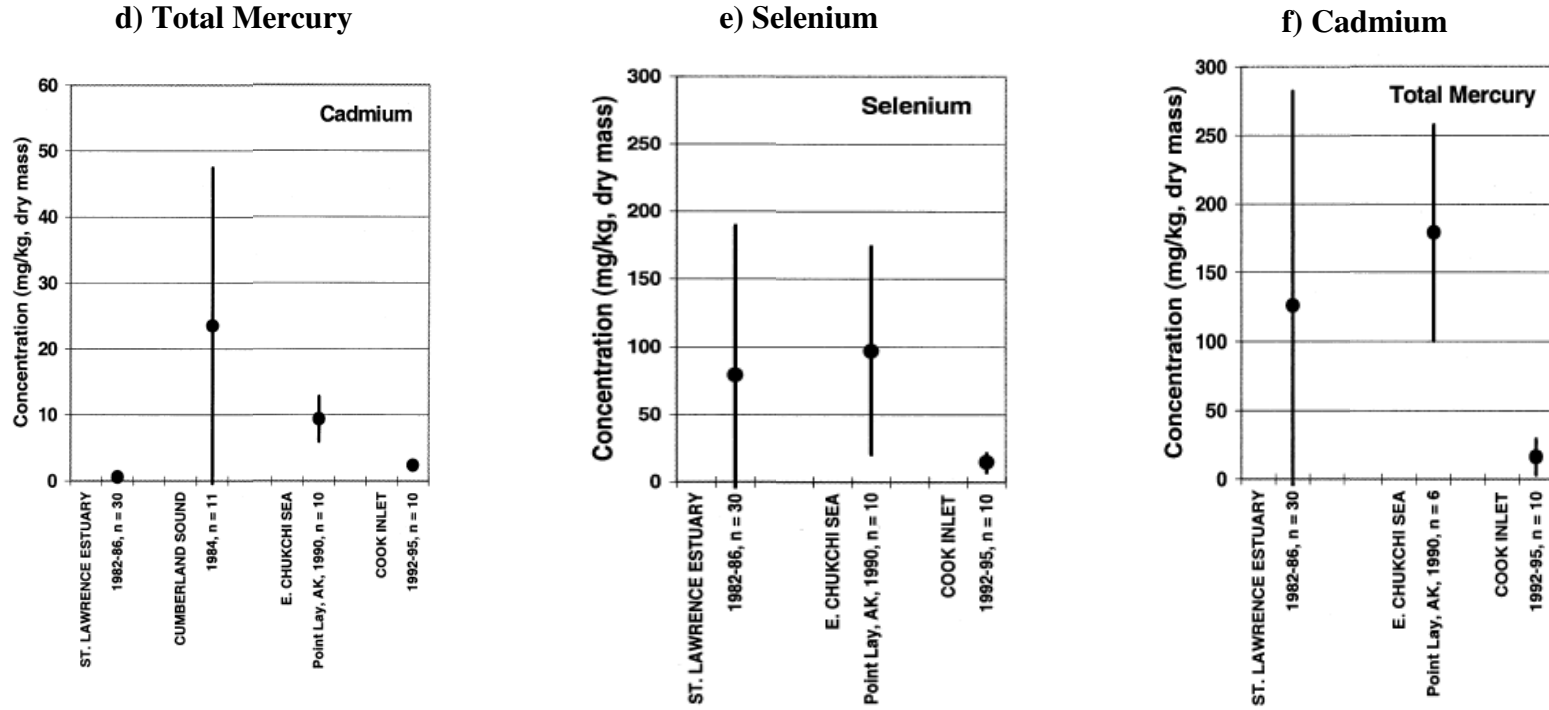 d) Total Mercury
Concentration (mg/kg, dry mass)
60
50
40
30
20
10
0
Cadmium
ST. LAWRENCE ESTUARY
1982-86, n = 30
CUMBERLAND SOUND
1984, n = 11
E. CHUKCHI SEA
Point Lay, AK, 1990, n = 10
COOK INLET
1992-95, n = 10
e) Selenium
Concentration (mg/kg, dry mass)
300
250
200
150
100
50
0
Selenium
ST. LAWRENCE ESTUARY
1982-86, n = 30
E. CHUKCHI SEA
Point Lay, AK, 1990, n = 10
COOK INLET
1992-95, n = 10
f) Cadmium
Concentration (mg/kg, dry mass)
300
250
200
150
100
50
0
Total Mercury
ST. LAWRENCE ESTUARY
1982-86, n = 30
E. CHUKCHI SEA
Point Lay, AK, 1990, n = 6
COOK INLET
1992-95, n = 10